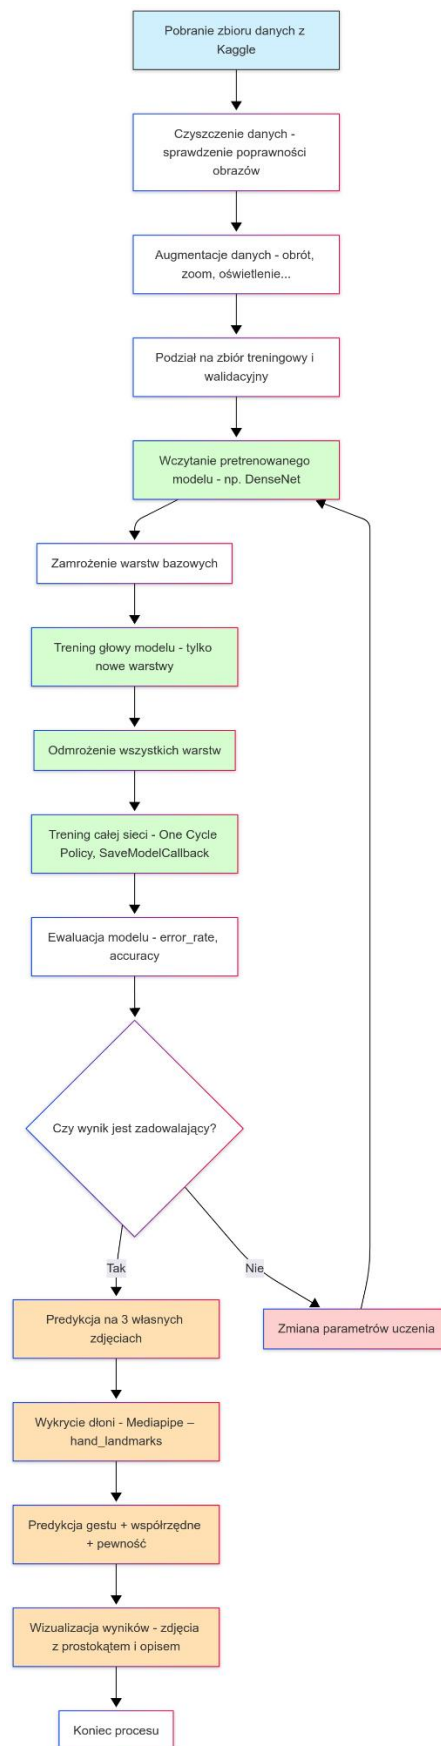 Pobranie zbioru danych z
Kaggle
Czyszczenie danych -
sprawdzenie poprawności
obrazów
Augmentacje danych - obrót,
zoom, oświetlenie...
Podział na zbiór treningowy i
walidacyjny
Wczytanie pretrenowanego
modelu - np. DenseNet
Zamrożenie warstw bazowych
Trening głowy modelu - tylko
nowe warstwy
Odmrożenie wszystkich warstw
Trening całej sieci - One Cycle
Policy, SaveModelCallback
Ewaluacja modelu - error_rate,
accuracy
Czy wynik jest zadowalający?
Tak
Nie
Predykcja na 3 własnych
zdjęciach
Zmiana parametrów uczenia
Wykrycie dłoni - Mediapipe –
hand_landmarks
Predykcja gestu + współrzędne
+ pewność
Wizualizacja wyników - zdjęcia
z prostokątem i opisem
Koniec procesu